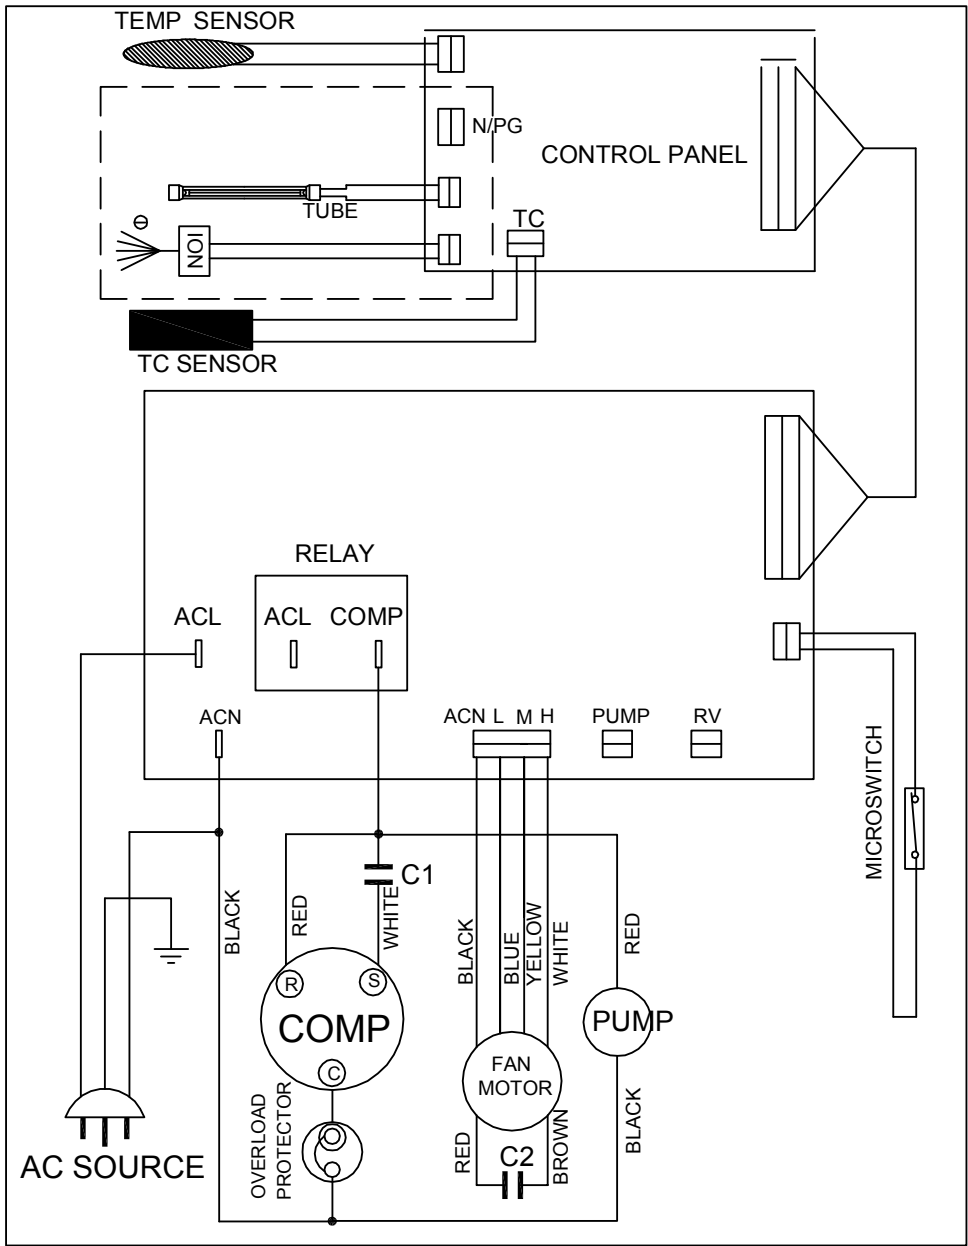 TEMP SENSOR
N/PG
CONTROL PANEL
TUBE
TC
ION
TC SENSOR
RELAY
ACL
ACL
COMP
ACN
ACN L M H
PUMP
RV
MICROSWITCH
C1
BLACK
RED
WHITE
BLACK
BLUE
YELLOW
WHITE
RED
R
S
COMP
PUMP
C
FAN
MOTOR
OVERLOAD
PROTECTOR
RED
C2
BROWN
BLACK
AC SOURCE